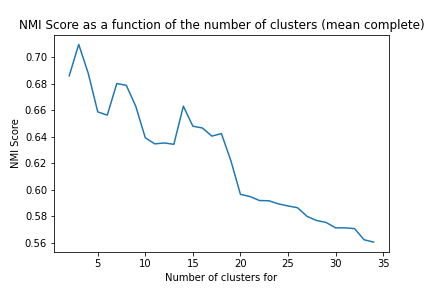 NMI Score as a function of the number of clusters (mean complete)
NMI Score
0.70
0.68
0.66
0.64
0.62
0.60
0.58
0.56
5 10 15 20 25 30 35
Number of clusters for